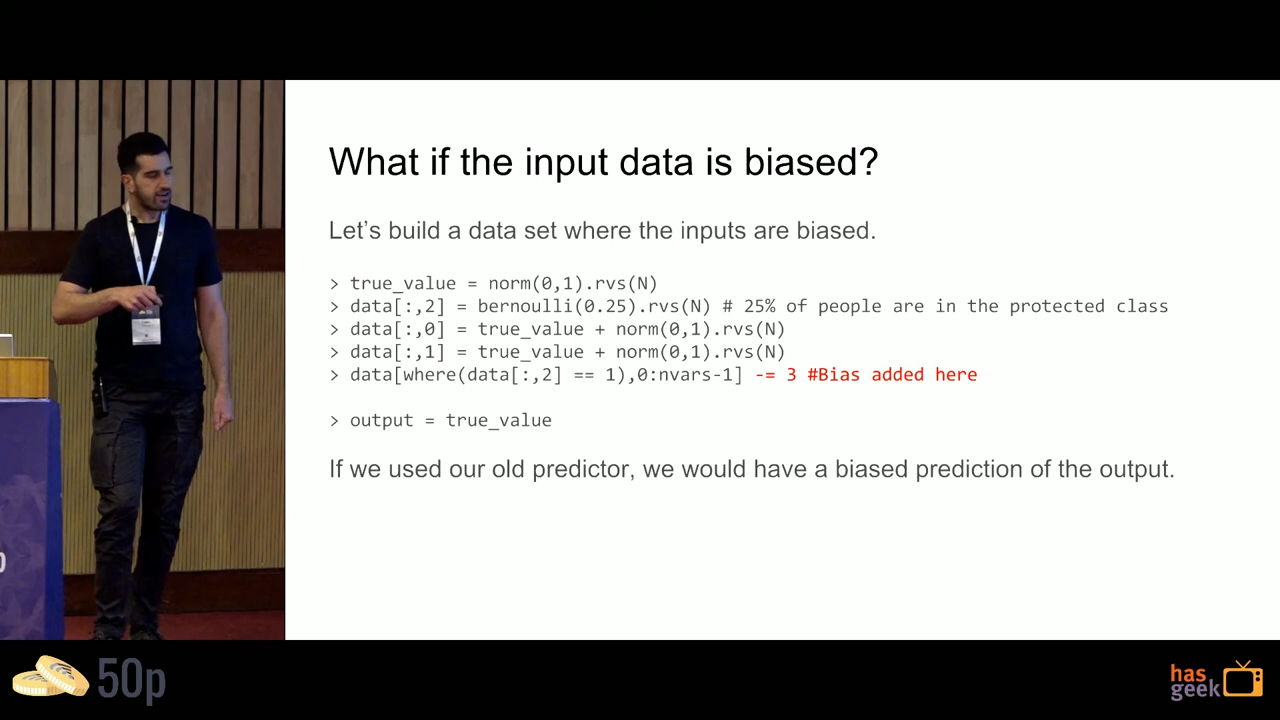 What if the input data is biased?
Let's build a data set where the inputs are biased.
> true_value = norm(0,1).rvs(N)
> data[:,2] = bernoulli(0.25).rvs(N) # 25% of people are in the protected class
> data[:,0] = true_value + norm(0,1).rvs(N)
> data[:,1] = true_value + norm(0,1).rvs(N)
> data[where(data[:,2] == 1),0:nvars-1] -= 3 #Bias added here
> output = true_value
If we used our old predictor, we would have a biased prediction of the output.
50p
has
geek